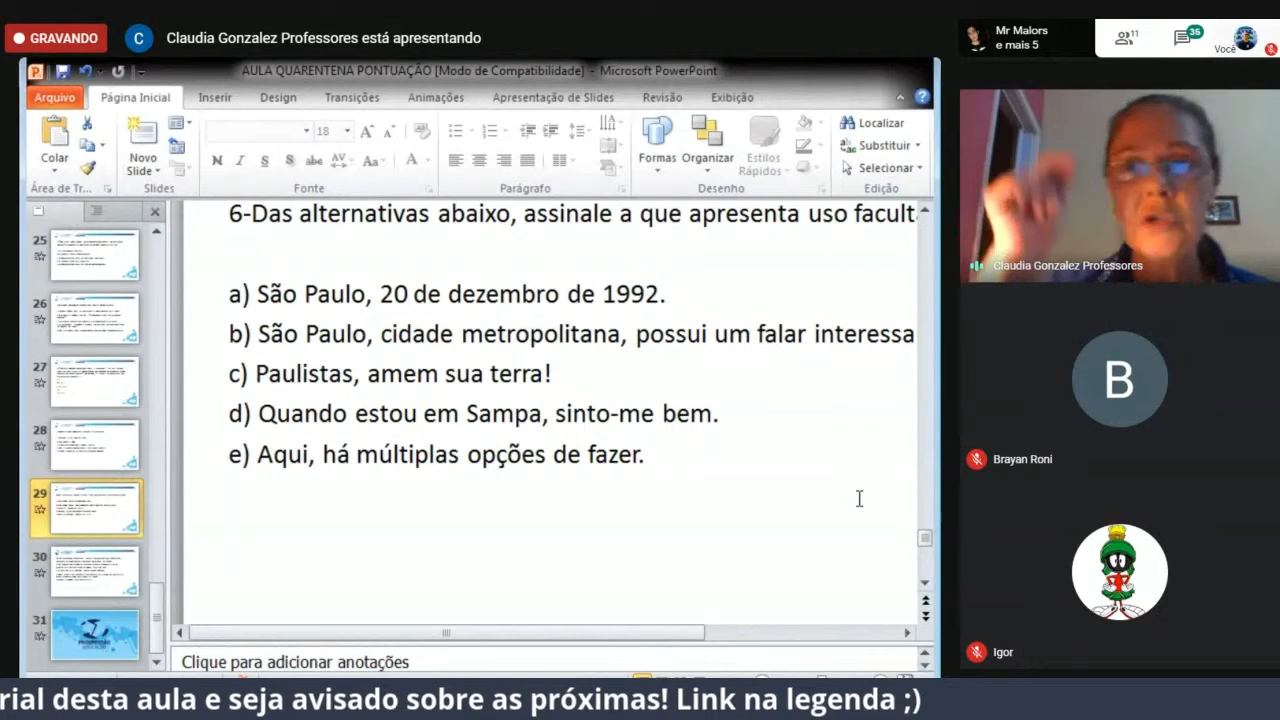 GRAVANDO
C
Claudia Gonzalez Professores está apresentando
Mr Malors
e mais 5
11
35
Você
AULA QUARENTENA PONTUAÇÃO [Modo de Compatibilidade] - Microsoft PowerPoint
Arquivo
Página Inicial
Inserir
Design
Transições
Animações
Apresentação de Slides
Revisão
Exibição
Colar
Novo
Slide
18
N I S S abc AV Aa A
Formas
Organizar
Estilos
Rápidos
Localizar
Substituir
Selecionar
Área de Tr...
Slides
Fonte
Parágrafo
Desenho
Edição
25
26
27
28
29
30
31
6-Das alternativas abaixo, assinale a que apresenta uso facult
a) São Paulo, 20 de dezembro de 1992.
b) São Paulo, cidade metropolitana, possui um falar interessa
c) Paulistas, amem sua terra!
d) Quando estou em Sampa, sinto-me bem.
e) Aqui, há múltiplas opções de fazer.
Clique para adicionar anotações
Claudia Gonzalez Professores
B
Brayan Roni
Igor
rial desta aula e seja avisado sobre as próximas! Link na legenda ;)